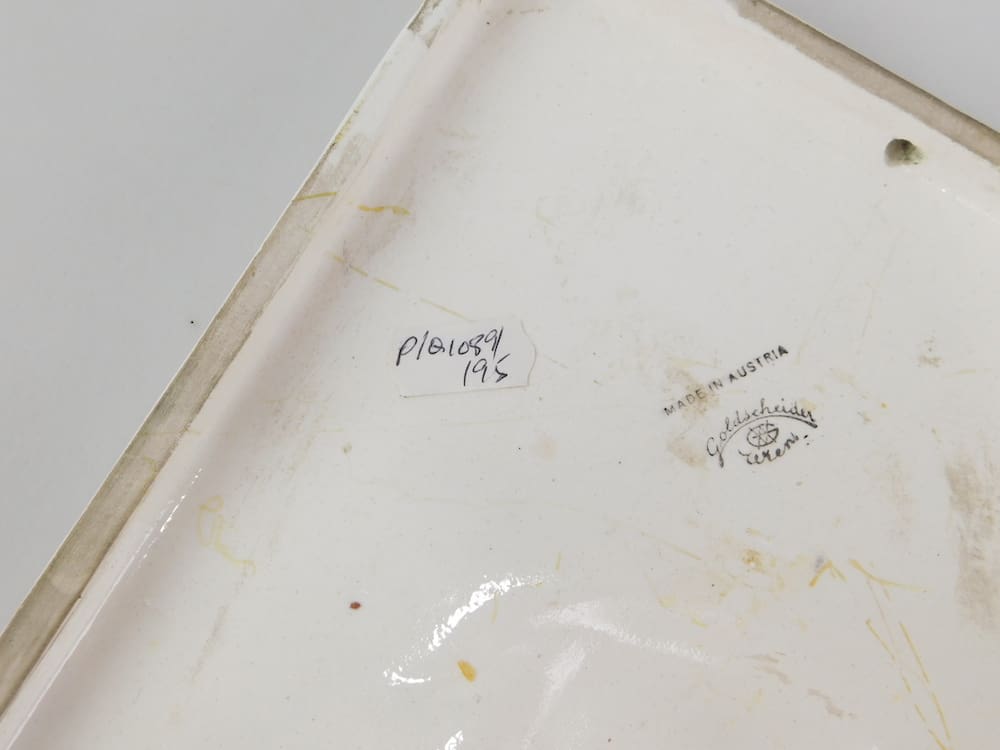 P/Q1089/
195
MADE IN AUSTRIA
Goldscheider
Wien.